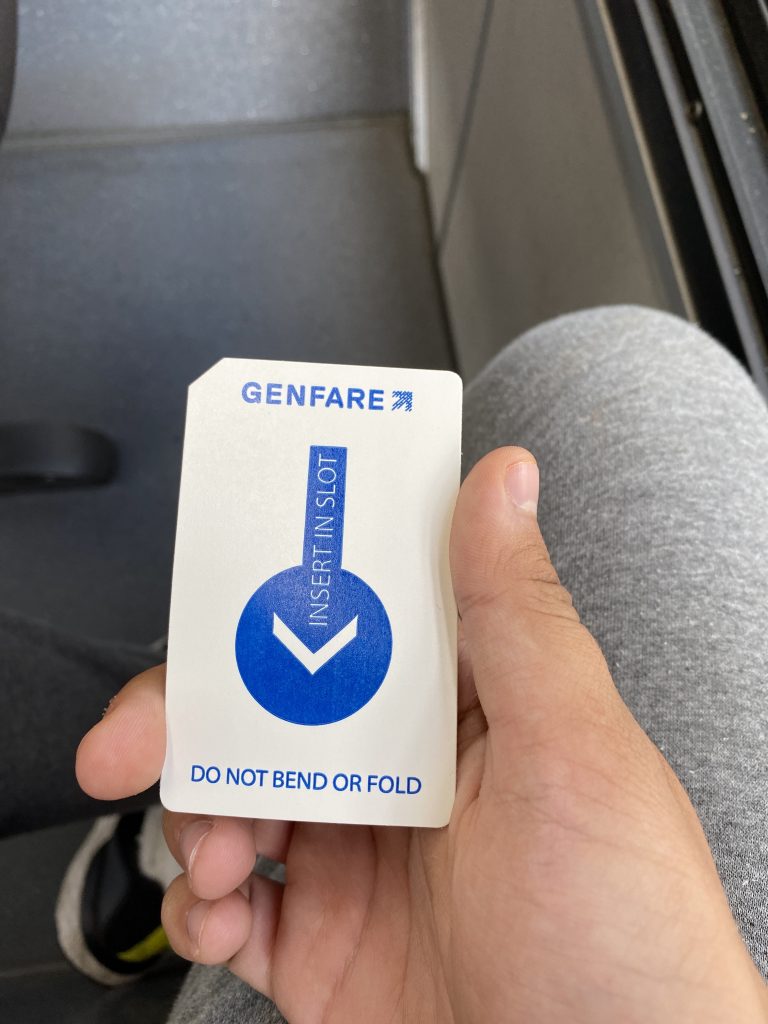 GENFARE
INSERT IN SLOT
DO NOT BEND OR FOLD